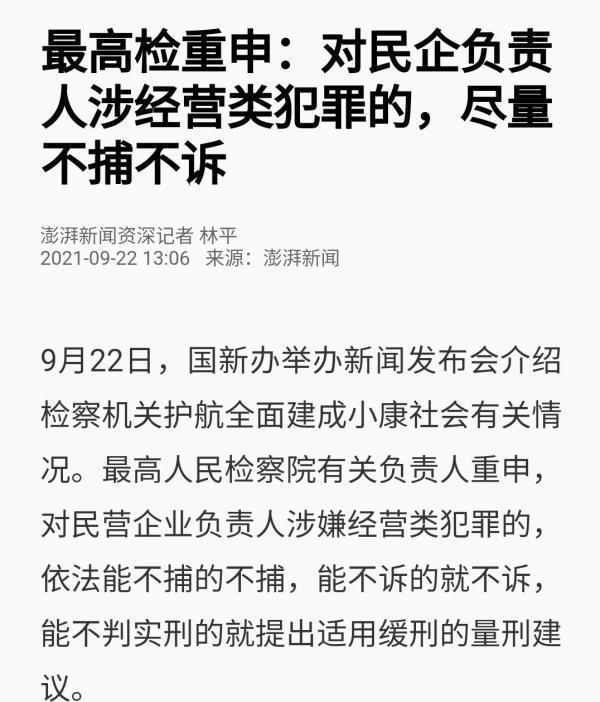 最高检重申：对民企负责
人涉经营类犯罪的，尽量
不捕不诉
澎湃新闻资深记者 林平
2021-09-22 13:06 来源：澎湃新闻
9月22日，国新办举办新闻发布会介绍
检察机关护航全面建成小康社会有关情
况。最高人民检察院有关负责人重申，
对民营企业负责人涉嫌经营类犯罪的，
依法能不捕的不捕，能不诉的就不诉，
能不判实刑的就提出适用缓刑的量刑建
议。